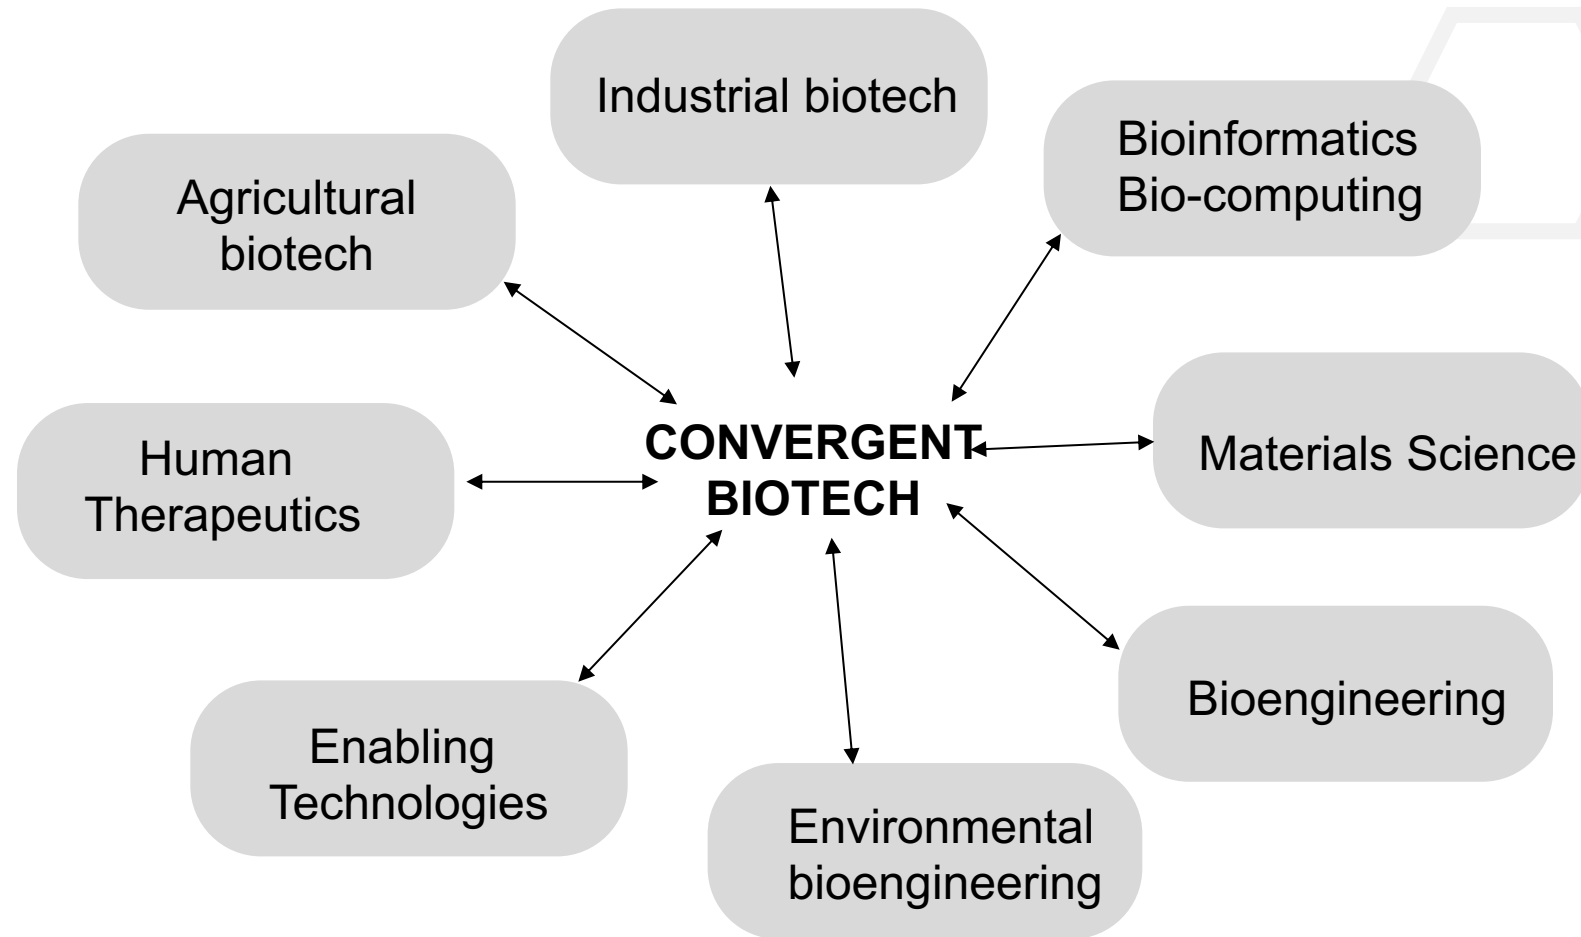 Industrial biotech
Bioinformatics
Bio-computing
Agricultural
biotech
Human
Therapeutics
CONVERGENT
BIOTECH
Materials Science
Enabling
Technologies
Bioengineering
Environmental
bioengineering